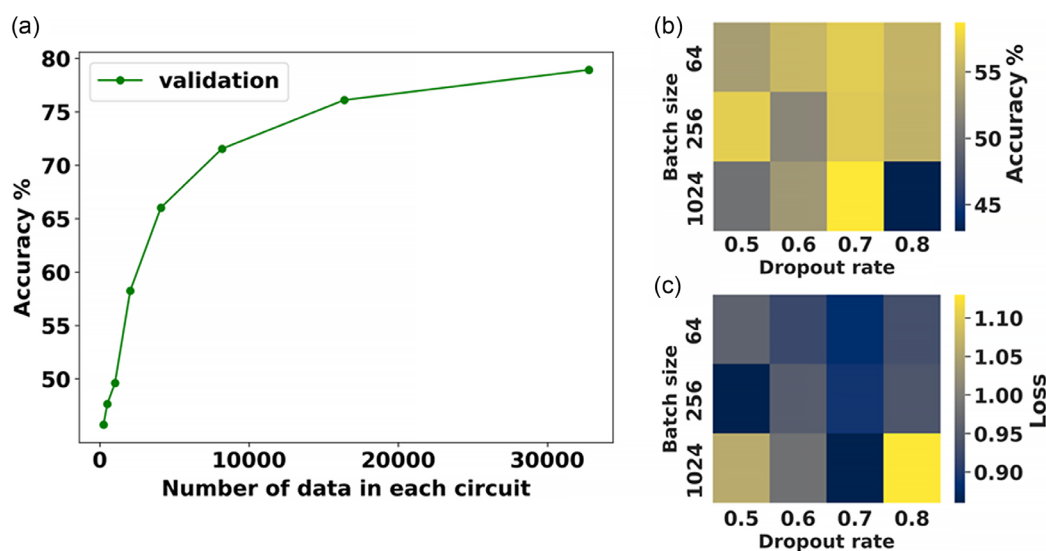 (a)
80
75
70
65
60
55
50
Accuracy %
validation
0 10000 20000 30000
Number of data in each circuit
(b)
Batch size
64
256
1024
0.5 0.6 0.7 0.8
Dropout rate
55
50
45
Accuracy %
(c)
Batch size
64
256
1024
0.5 0.6 0.7 0.8
Dropout rate
1.10
1.05
1.00
0.95
0.90
Loss